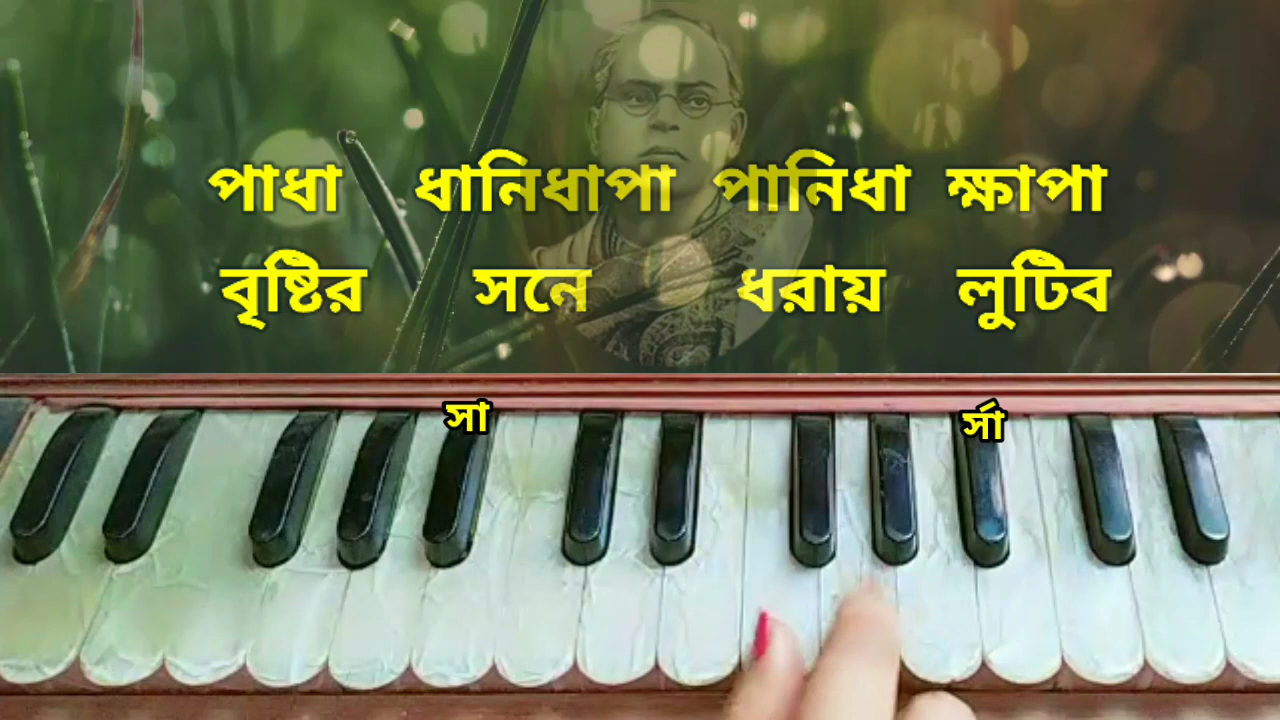 পাধা ধানিধাপা পানিধা ক্ষাপা
বৃষ্টির সনে ধরায় লুটিব
সা র্সা